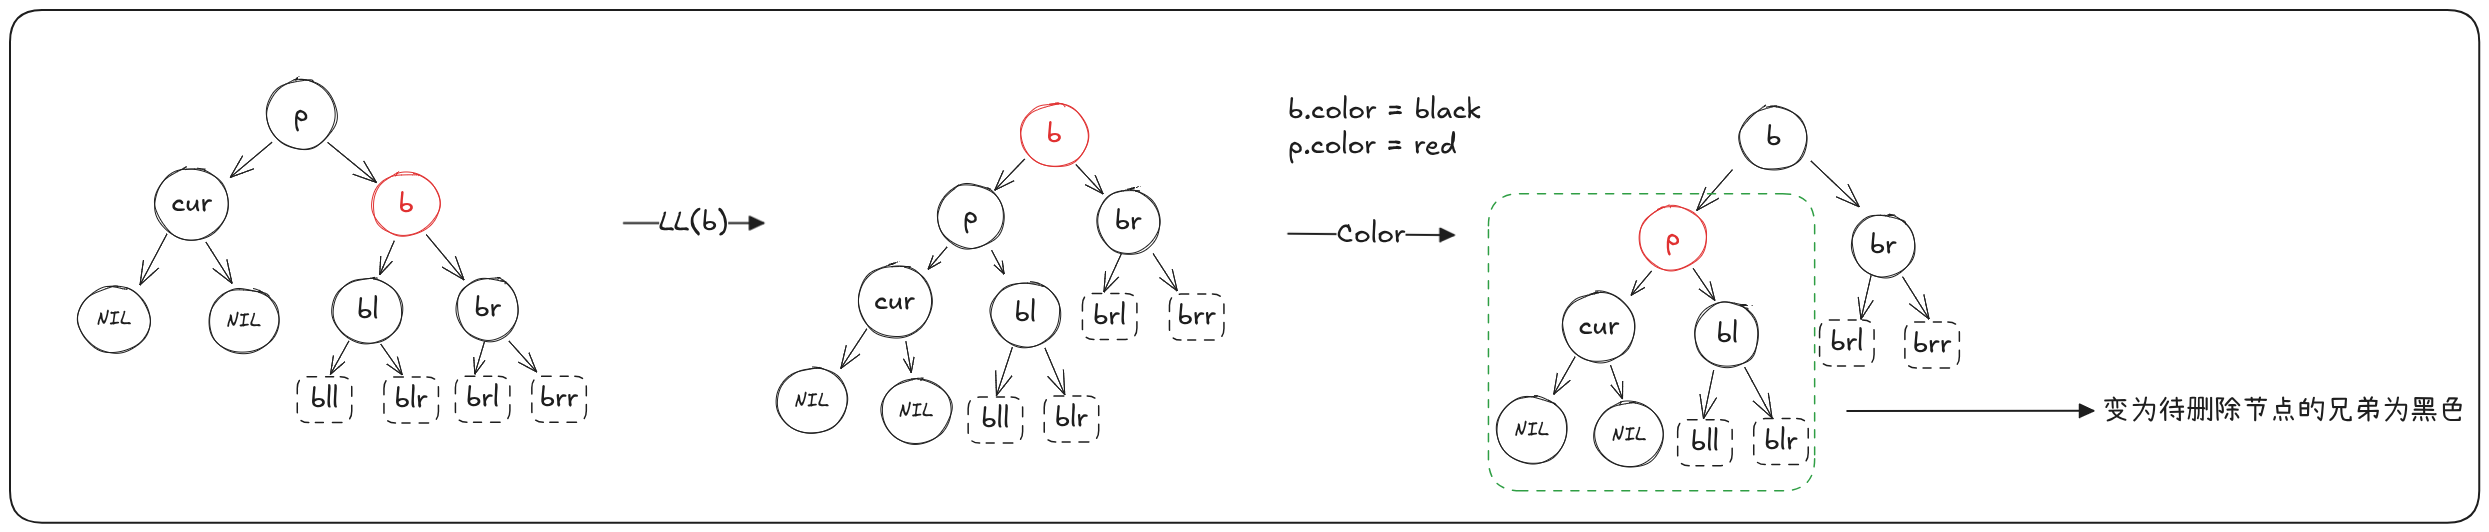 p
cur
b
NIL
NIL
bl
br
bll
blr
brl
brr
LL(b)
b
p
br
cur
bl
brl
brr
NIL
NIL
bll
blr
b.color = black
p.color = red
Color
b
p
br
cur
bl
brl
brr
NIL
NIL
bll
blr
变为待删除节点的兄弟为黑色